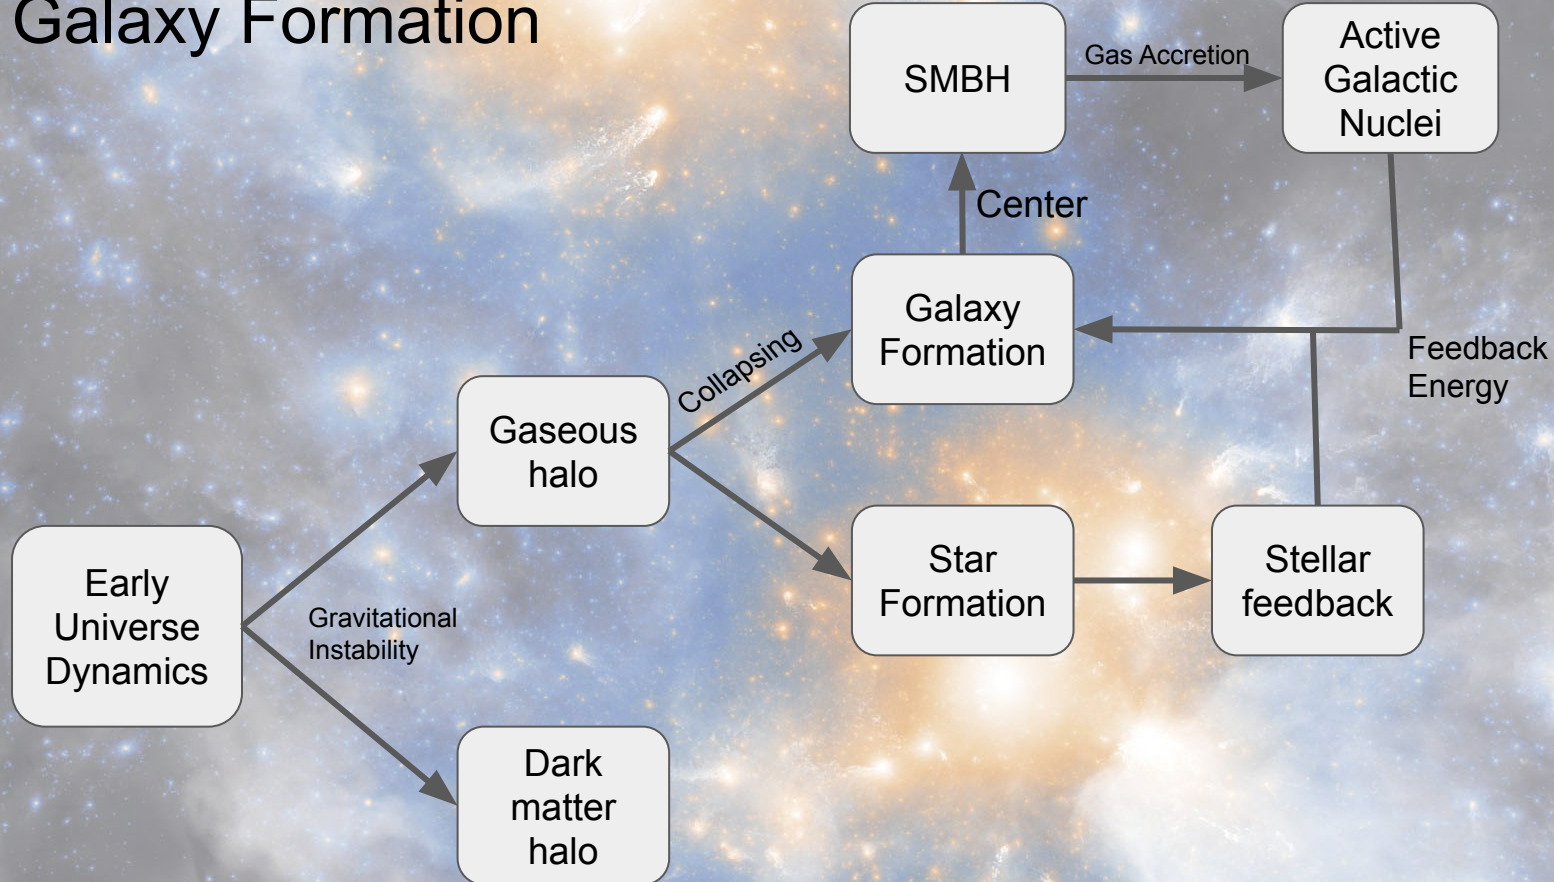 Galaxy Formation
SMBH
Gas Accretion
Active
Galactic
Nuclei
Center
Galaxy
Formation
Feedback
Energy
Collapsing
Gaseous
halo
Early
Universe
Dynamics
Gravitational
Instability
Star
Formation
Stellar
feedback
Dark
matter
halo